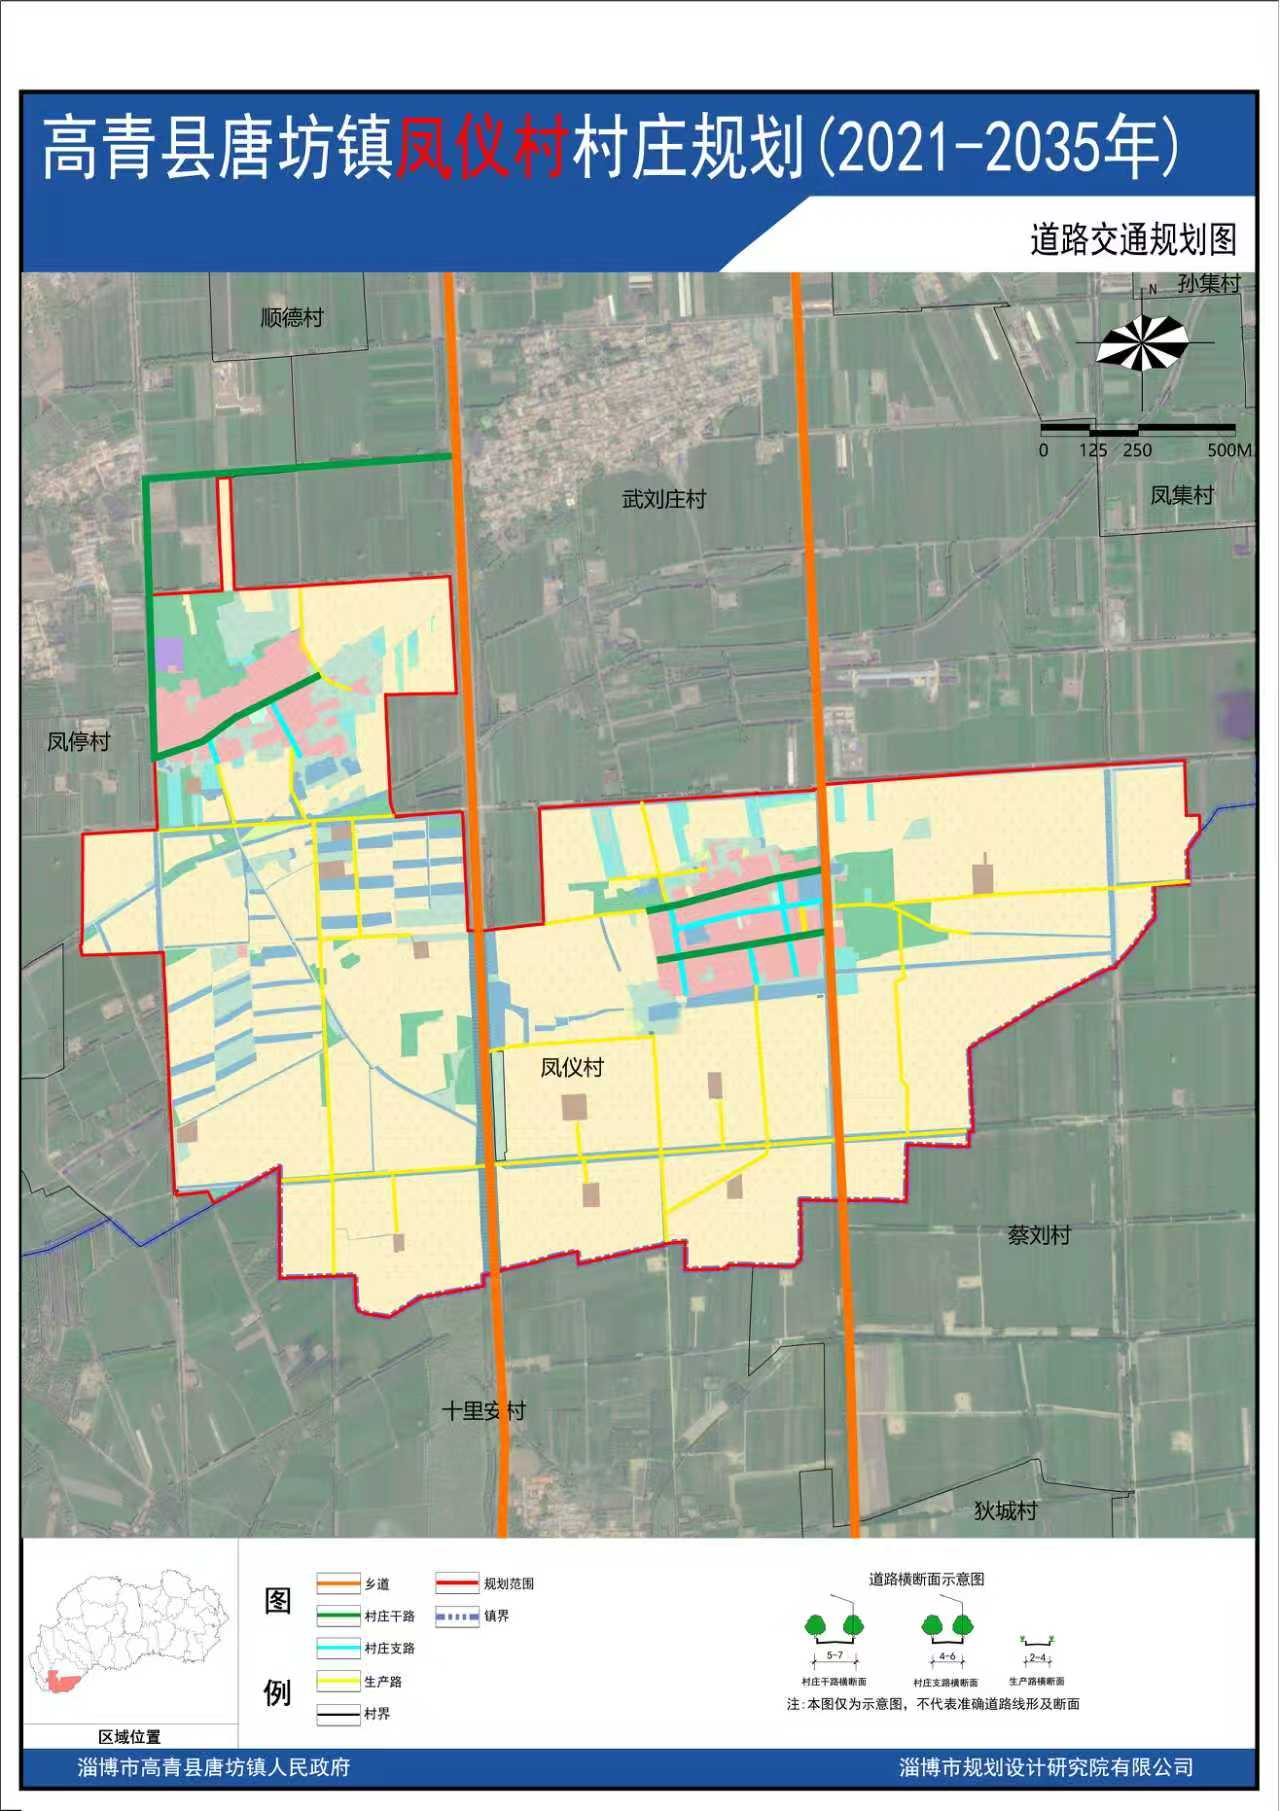 高青县唐坊镇凤仪村村庄规划(2021-2035年)
道路交通规划图
孙集村
顺德村
N
0 125 250 500M
武刘庄村
凤集村
凤停村
凤仪村
蔡刘村
十里安村
狄城村
区域位置
图例
乡道
规划范围
村庄干路
镇界
村庄支路
生产路
村界
道路横断面示意图
5-7
4-6
2-4
村庄干路横断面
村庄支路横断面
生产路横断面
注:本图仅为示意图，不代表准确道路线形及断面
淄博市高青县唐坊镇人民政府
淄博市规划设计研究院有限公司